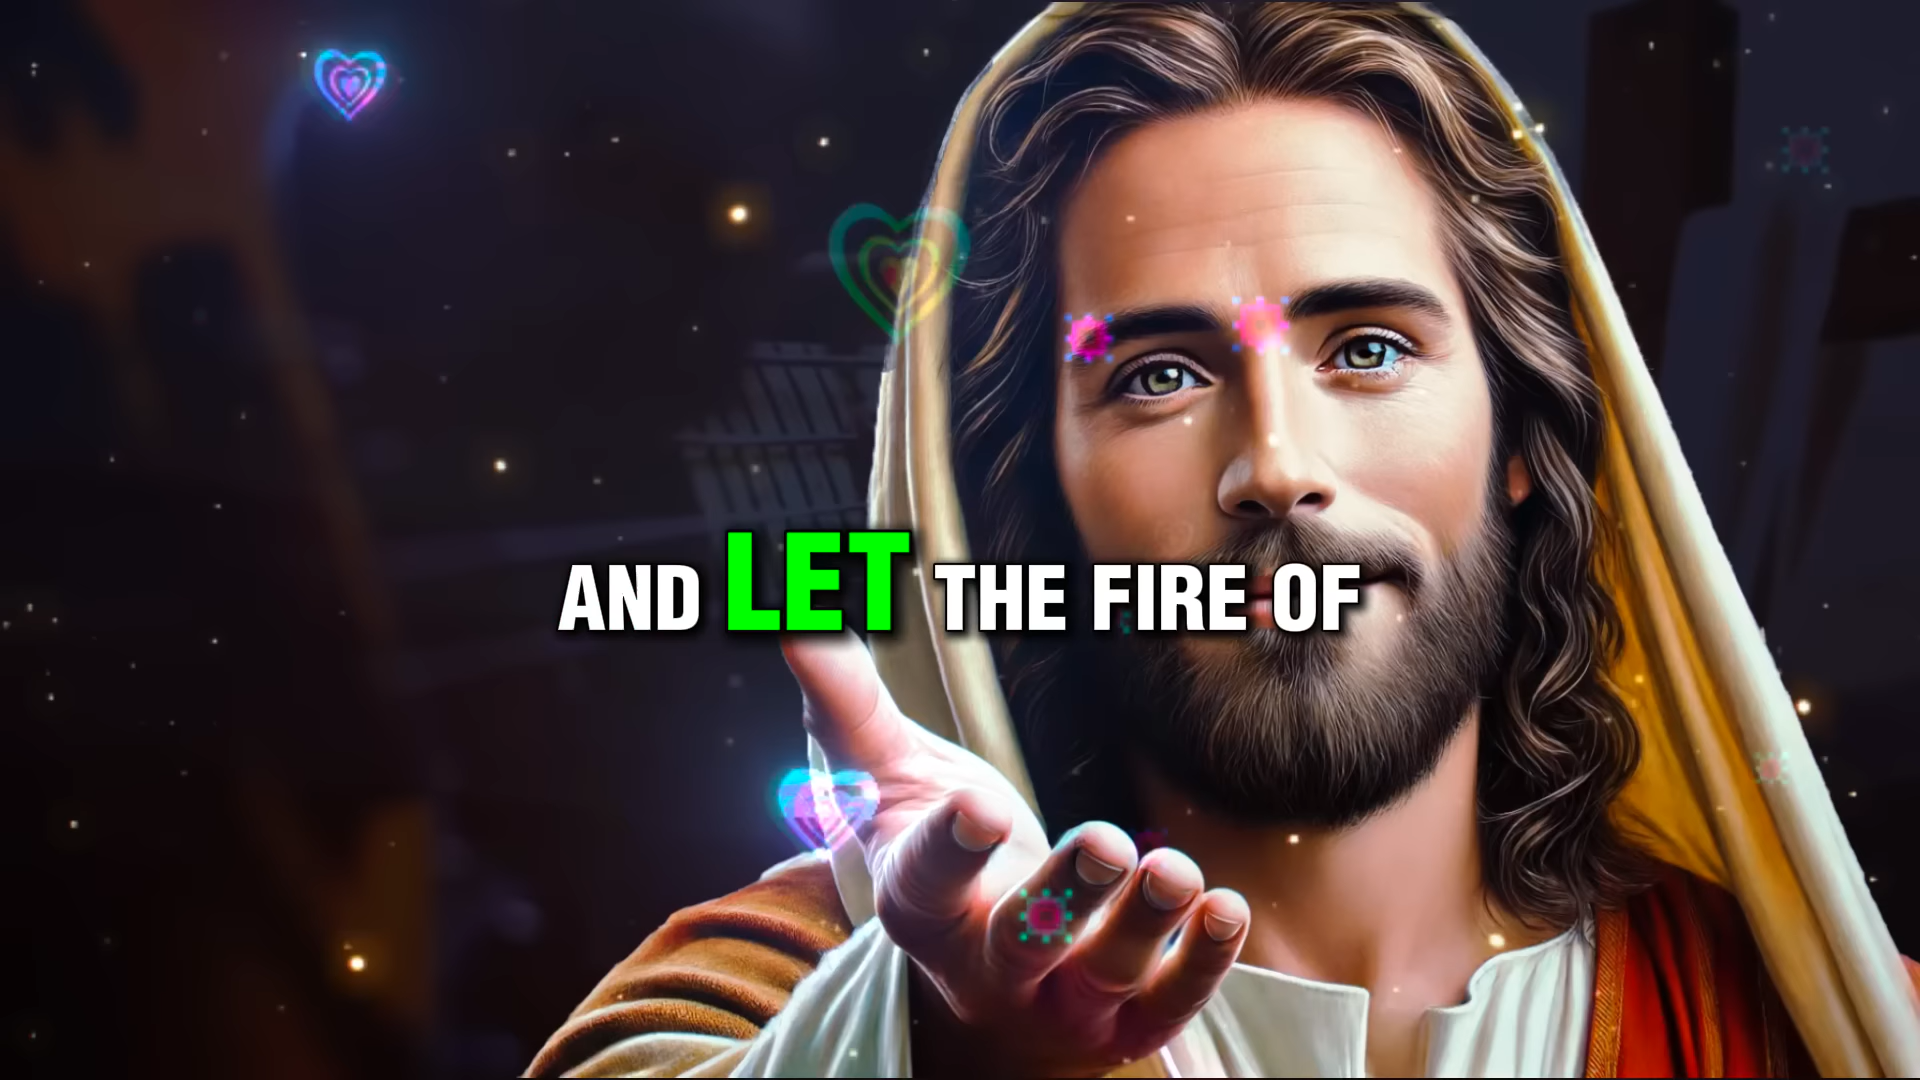 AND LET THE FIRE OF